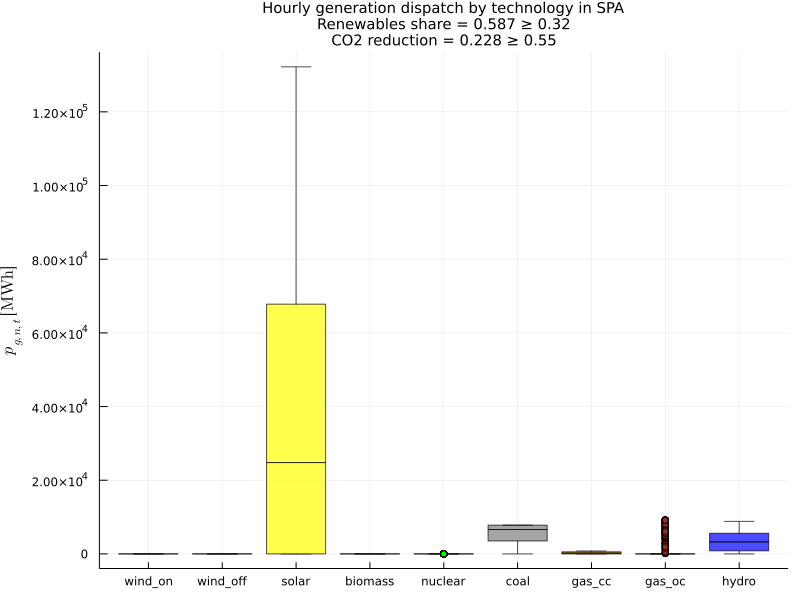 Hourly generation dispatch by technology in SPA
Renewables share = 0.587 ≥ 0.32
CO2 reduction = 0.228 ≥ 0.55
p_{g,n,t} [MWh]
1.20×10^5
1.00×10^5
8.00×10^4
6.00×10^4
4.00×10^4
2.00×10^4
0
wind_on wind_off solar biomass nuclear coal gas_cc gas_oc hydro